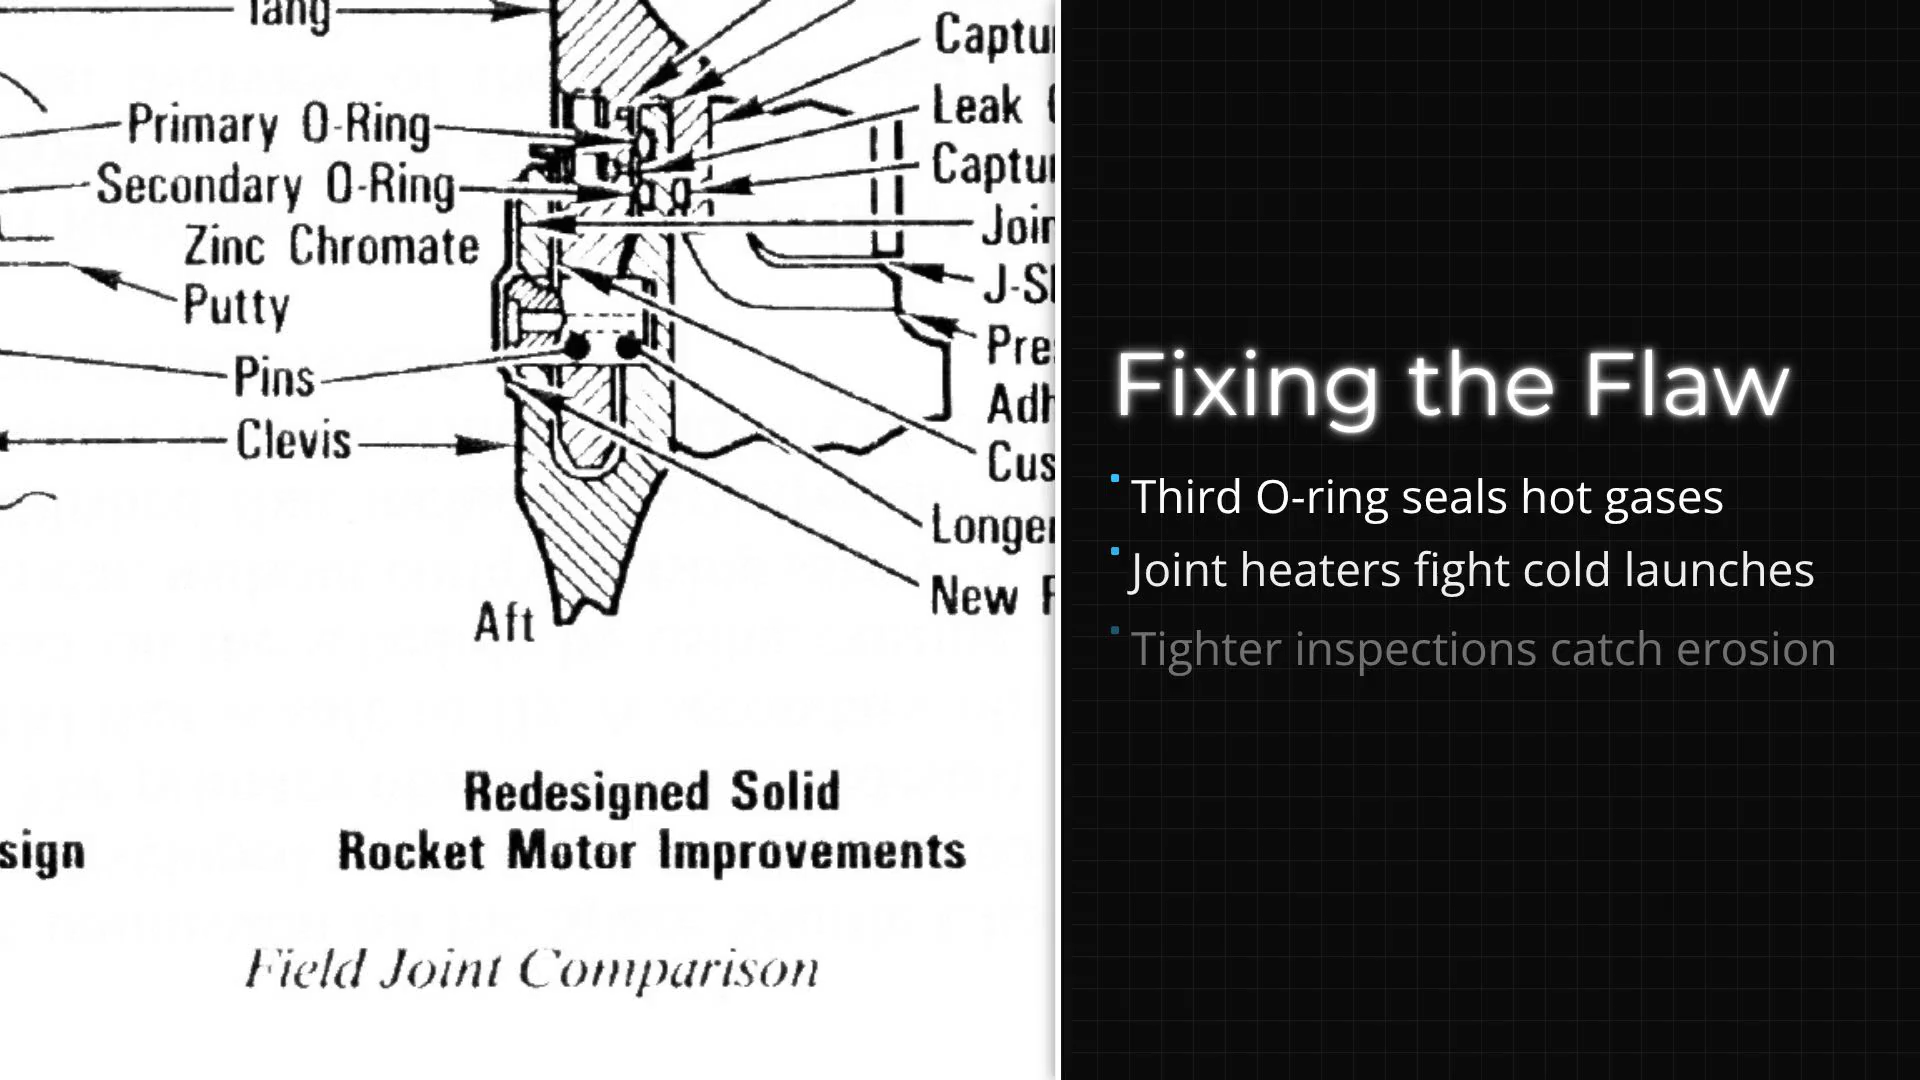 Tang
Primary O-Ring
Secondary O-Ring
Zinc Chromate
Putty
Pins
Clevis
Aft
Captu
Leak
Captu
Join
J-S
Pre
Adh
Cus
Longer
New
Redesigned Solid
Rocket Motor Improvements
sign
Field Joint Comparison
Fixing the Flaw
Third O-ring seals hot gases
Joint heaters fight cold launches
Tighter inspections catch erosion